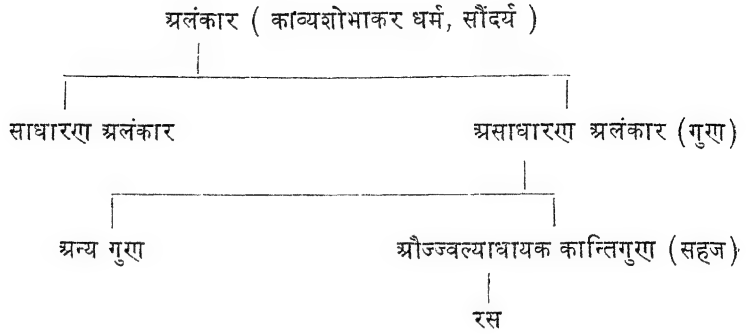 अलंकार ( काव्यशोभाकर धर्म, सौंदर्य )
साधारण अलंकार असाधारण अलंकार (गुण)
अन्य गुण औज्ज्वल्याधायक कान्तिगुण (सहज)
रस